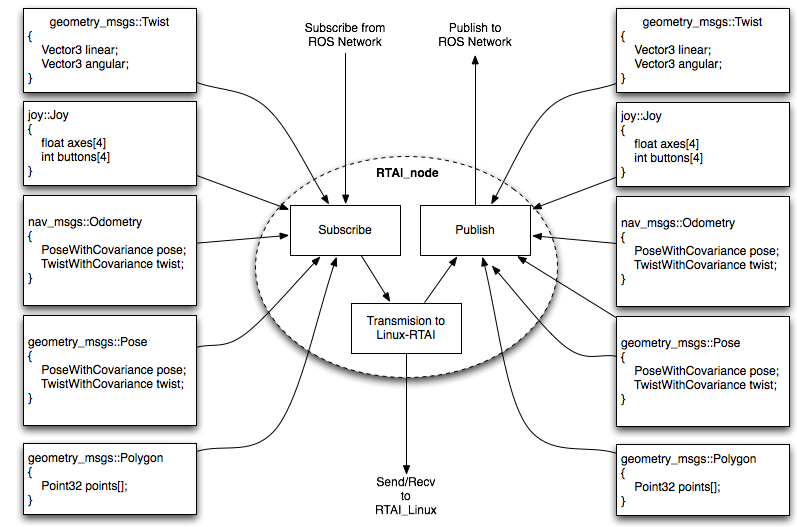 geometry_msgs::Twist
{
Vector3 linear;
Vector3 angular;
}
joy::Joy
{
float axes[4]
int buttons[4]
}
nav_msgs::Odometry
{
PoseWithCovariance pose;
TwistWithCovariance twist;
}
geometry_msgs::Pose
{
PoseWithCovariance pose;
TwistWithCovariance twist;
}
geometry_msgs::Polygon
{
Point32 points[];
}
Subscribe from
ROS Network
Publish to
ROS Network
RTAI_node
Subscribe
Publish
Transmision to
Linux-RTAI
Send/Recv
to
RTAI_Linux
geometry_msgs::Twist
{
Vector3 linear;
Vector3 angular;
}
joy::Joy
{
float axes[4]
int buttons[4]
}
nav_msgs::Odometry
{
PoseWithCovariance pose;
TwistWithCovariance twist;
}
geometry_msgs::Pose
{
PoseWithCovariance pose;
TwistWithCovariance twist;
}
geometry_msgs::Polygon
{
Point32 points[];
}